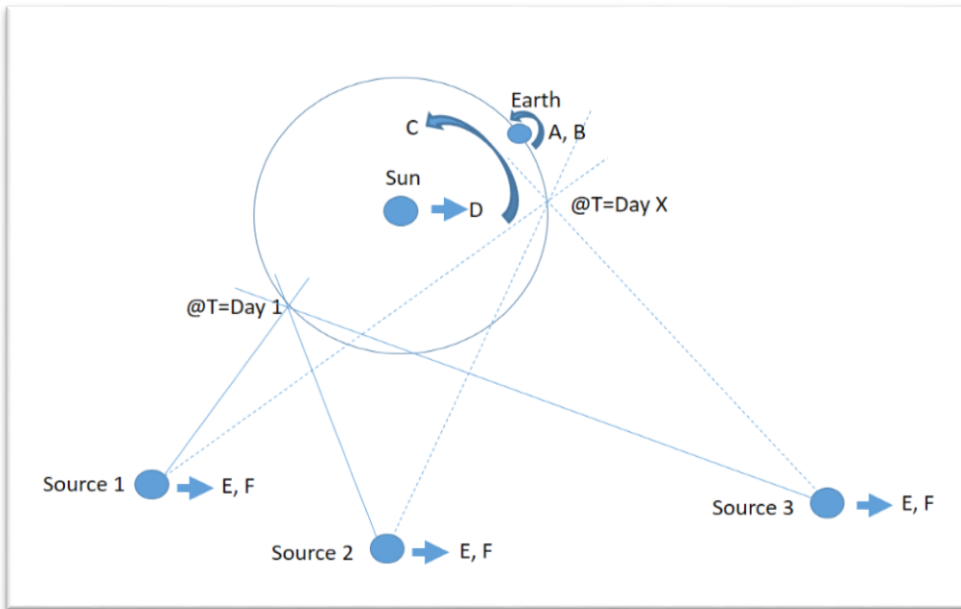 Earth
C
A, B
Sun
D
@T=Day X
@T=Day 1
Source 1
E, F
Source 3
E, F
Source 2
E, F